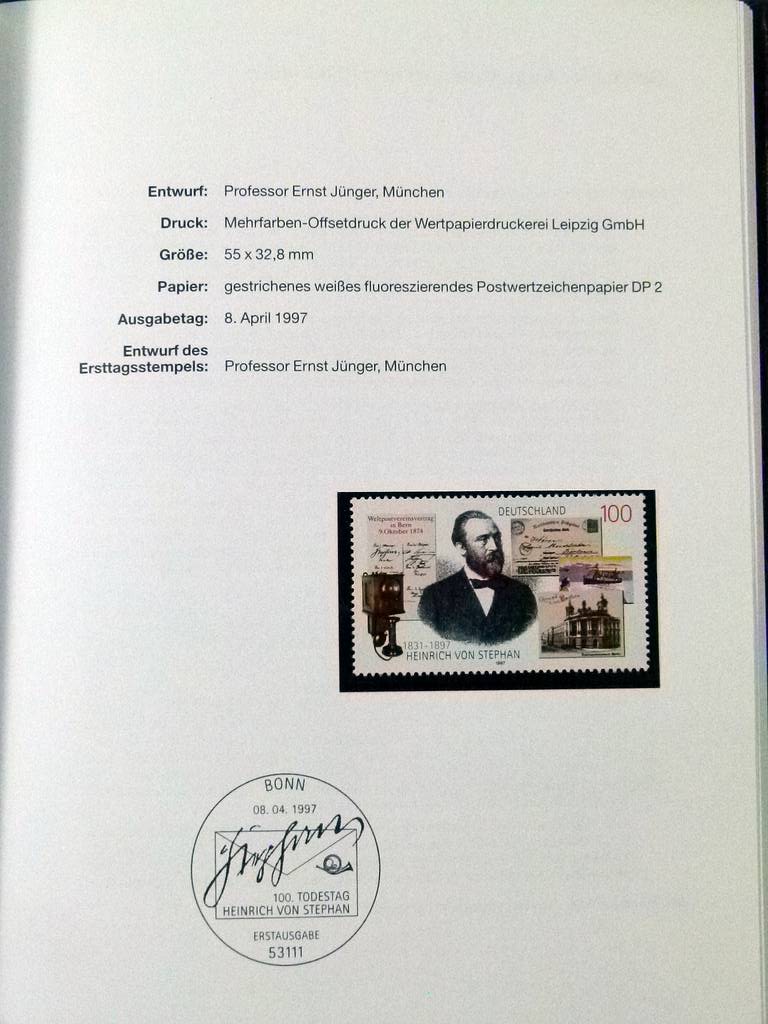 Entwurf: Professor Ernst Jünger, München
Druck: Mehrfarben-Offsetdruck der Wertpapierdruckerei Leipzig GmbH
Größe: 55 x 32,8 mm
Papier: gestrichenes weißes fluoreszierendes Postwertzeichenpapier DP 2
Ausgabetag: 8. April 1997
Entwurf des
Ersttagsstempels: Professor Ernst Jünger, München
DEUTSCHLAND 100
Weltpostvereinsvertrag
in Bern
9.Oktober 1874
1831-1897
HEINRICH VON STEPHAN
1997
BONN
08. 04. 1997
Stephan
100. TODESTAG
HEINRICH VON STEPHAN
ERSTAUSGABE
53111